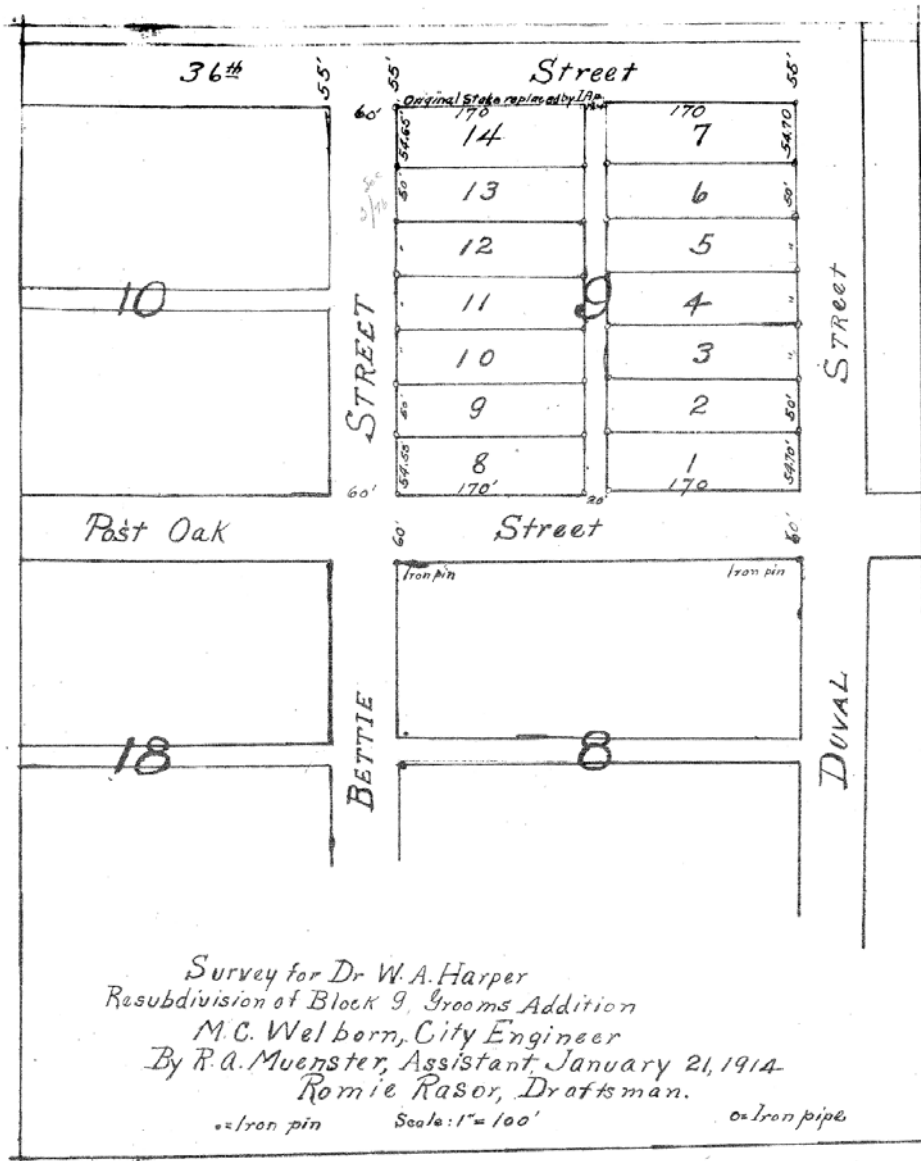 36th
55'
55'
Street
55'
60'
Original Stake replaced by I.A.P.
170
170
54.65'
14
7
54.70
50'
13
6
50'
12
5
"
10
11
9
4
"
STREET
STREET
10
3
"
50'
9
2
50'
54.55
8
1
54.70'
60'
170'
20'
170
Post Oak
Street
60'
60'
Iron pin
Iron pin
BETTIE
DUVAL
18
8
Survey for Dr W.A. Harper
Resubdivision of Block 9, Grooms Addition
M.C. Welborn, City Engineer
By R.A. Muenster, Assistant, January 21, 1914
Romie Rasor, Draftsman.
•=Iron pin
Scale: 1"=100'
o=Iron pipe